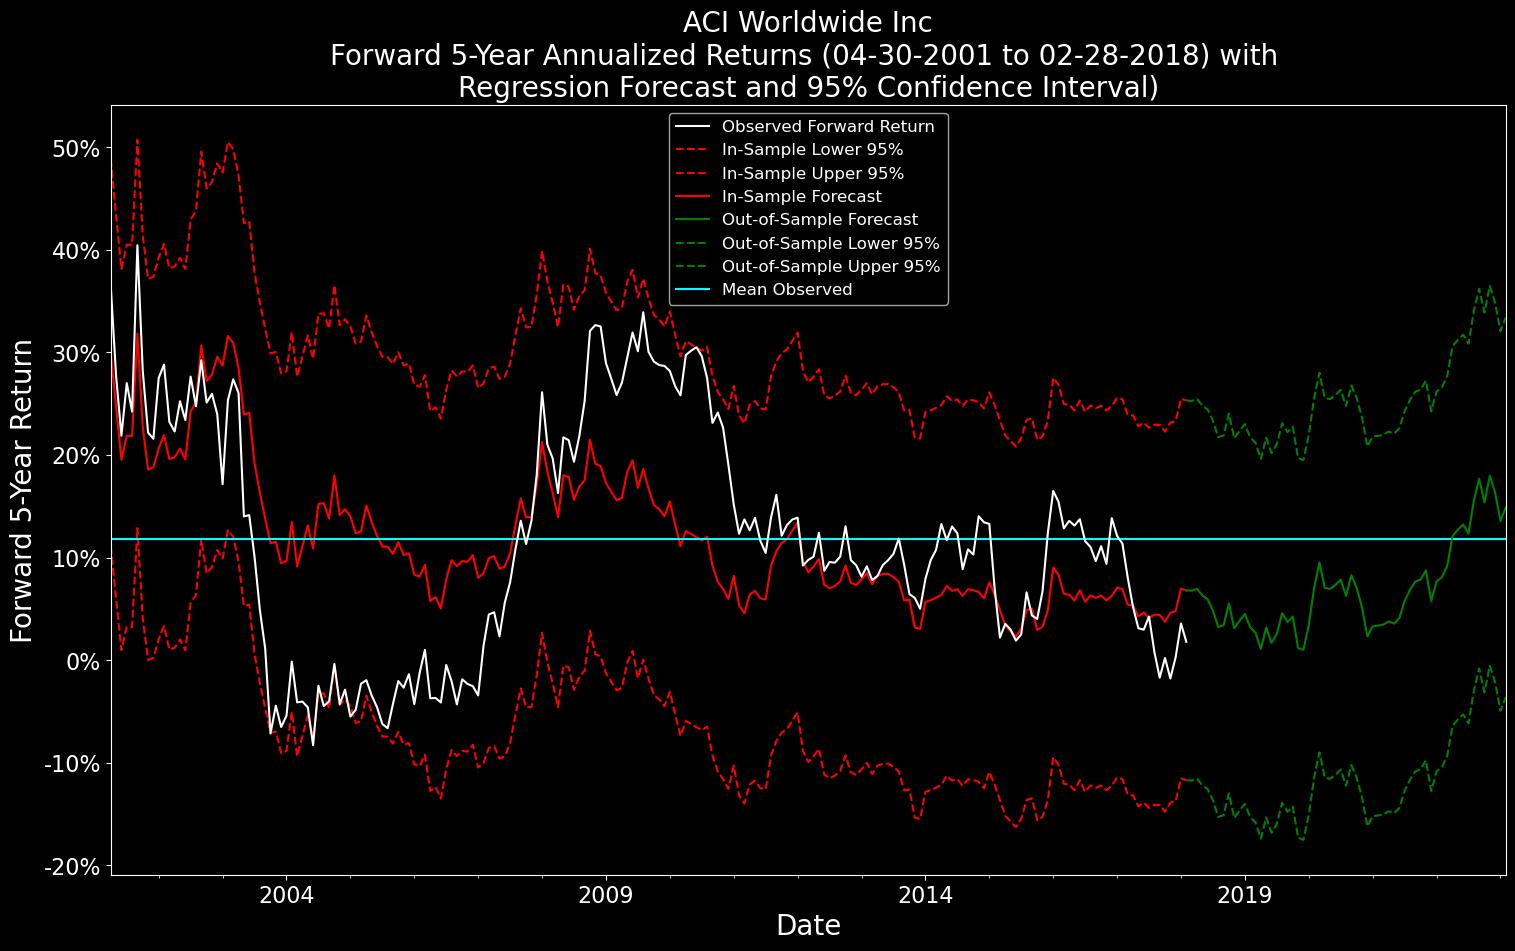 ACI Worldwide Inc
Forward 5-Year Annualized Returns (04-30-2001 to 02-28-2018) with
Regression Forecast and 95% Confidence Interval)
Observed Forward Return
In-Sample Lower 95%
In-Sample Upper 95%
In-Sample Forecast
Out-of-Sample Forecast
Out-of-Sample Lower 95%
Out-of-Sample Upper 95%
Mean Observed
Forward 5-Year Return
50%
40%
30%
20%
10%
0%
-10%
-20%
2004
2009
2014
2019
Date